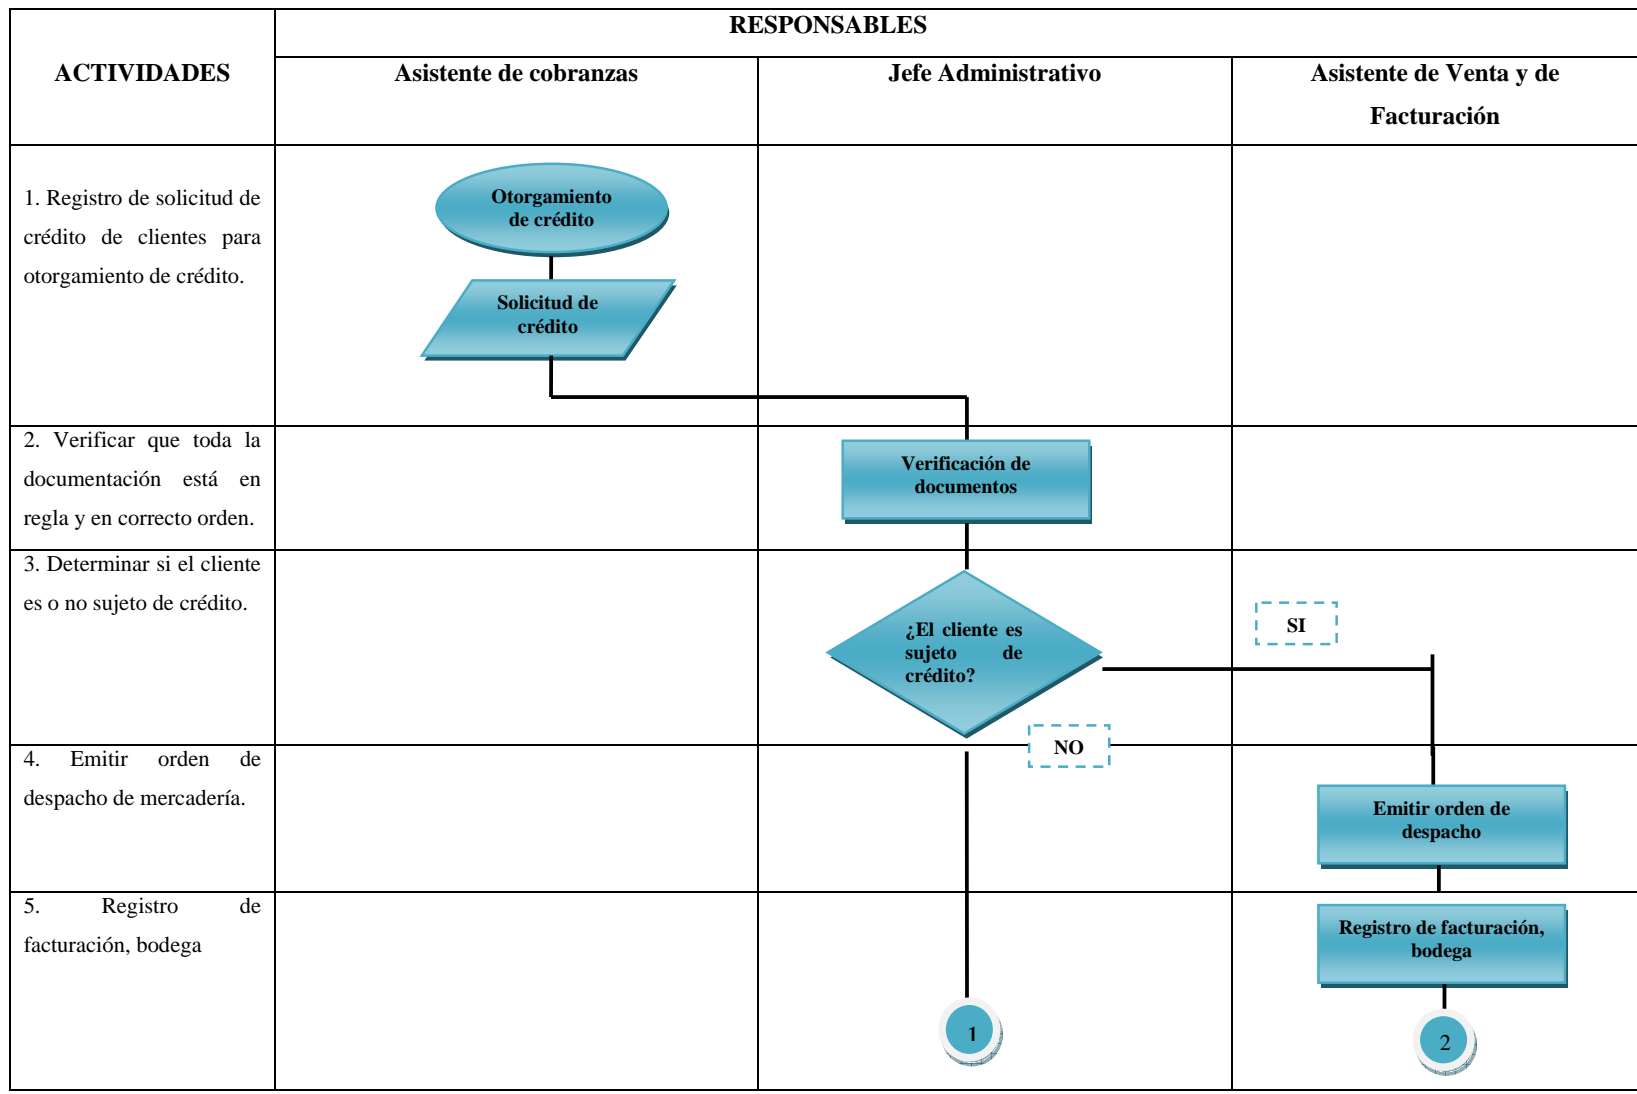 RESPONSABLES
ACTIVIDADES
Asistente de cobranzas
Jefe Administrativo
Asistente de Venta y de
Facturación
1. Registro de solicitud de
crédito de clientes para
otorgamiento de crédito.
Otorgamiento
de crédito
Solicitud de
crédito
2. Verificar que toda la
documentación está en
regla y en correcto orden.
Verificación de
documentos
3. Determinar si el cliente
es o no sujeto de crédito.
¿El cliente es
sujeto de
crédito?
SI
NO
4. Emitir orden de
despacho de mercadería.
Emitir orden de
despacho
5. Registro de
facturación, bodega
Registro de facturación,
bodega
1
2